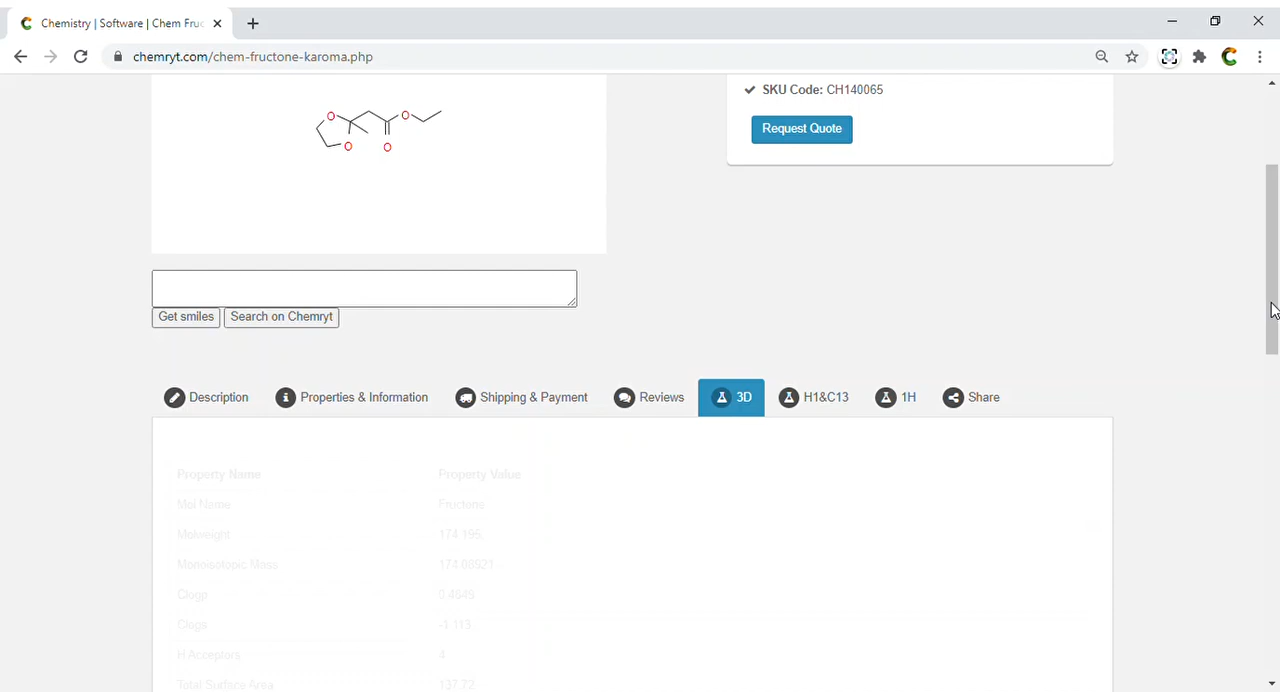 Chemistry | Software | Chem Fruc
chemryt.com/chem-fructone-karoma.php
SKU Code: CH140065
Request Quote
O O
O O
Get smiles Search on Chemryt
Description Properties & Information Shipping & Payment Reviews 3D H1&C13 1H Share
Property Name Property Value
Mol Name Fructone
Molweight 174.195
Monoisotopic Mass 174.08921
Clogp 0.4649
Clogs -1.113
H Acceptors 4
Total Surface Area 137.72